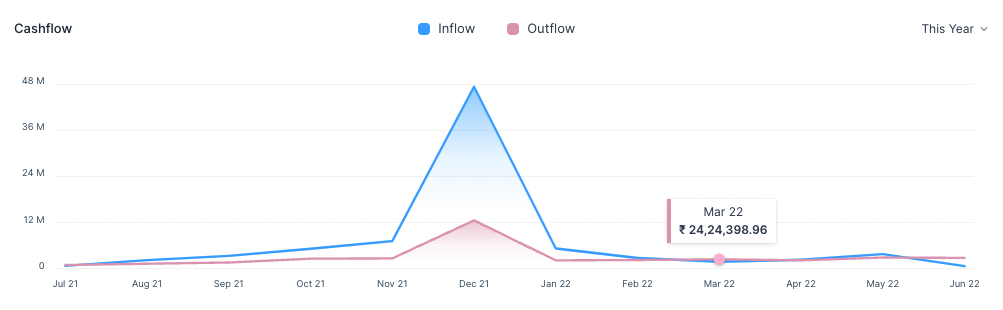 Cashflow
Inflow
Outflow
This Year
48 M
36 M
24 M
12 M
0
Mar 22
₹ 24,24,398.96
Jul 21
Aug 21
Sep 21
Oct 21
Nov 21
Dec 21
Jan 22
Feb 22
Mar 22
Apr 22
May 22
Jun 22